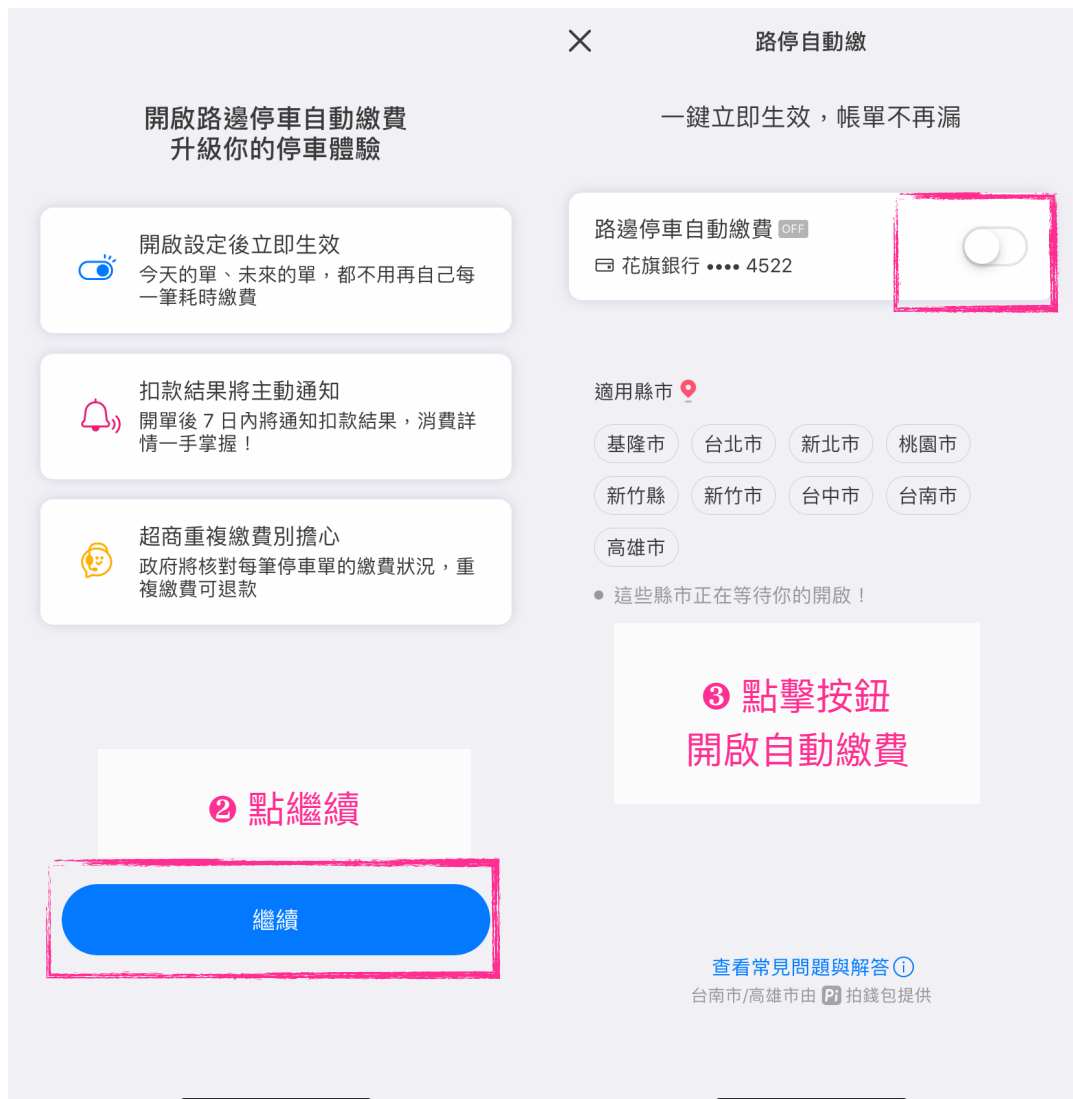 開啟路邊停車自動繳費
升級你的停車體驗
開啟設定後立即生效
今天的單、未來的單，都不用再自己每
一筆耗時繳費
扣款結果將主動通知
開單後 7 日內將通知扣款結果，消費詳
情一手掌握！
超商重複繳費別擔心
政府將核對每筆停車單的繳費狀況，重
複繳費可退款
❷ 點繼續
繼續
路停自動繳
一鍵立即生效，帳單不再漏
路邊停車自動繳費 OFF
花旗銀行 •••• 4522
適用縣市
基隆市 台北市 新北市 桃園市
新竹縣 新竹市 台中市 台南市
高雄市
• 這些縣市正在等待你的開啟！
❸ 點擊按鈕
開啟自動繳費
查看常見問題與解答
台南市/高雄市由 Pi 拍錢包提供